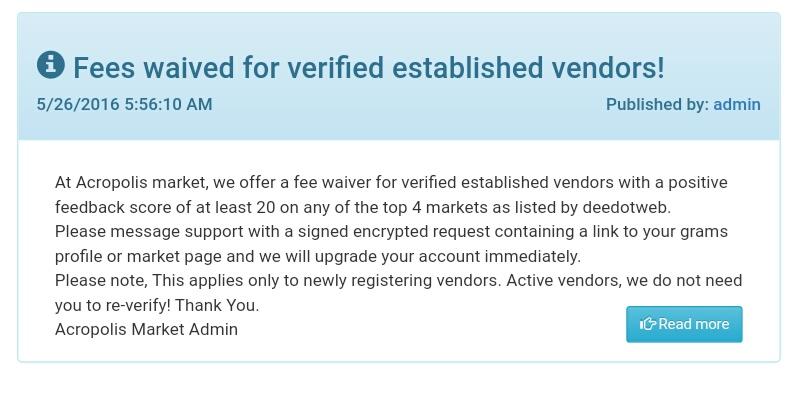 Fees waived for verified established vendors!
5/26/2016 5:56:10 AM Published by: admin
At Acropolis market, we offer a fee waiver for verified established vendors with a positive
feedback score of at least 20 on any of the top 4 markets as listed by deedotweb.
Please message support with a signed encrypted request containing a link to your grams
profile or market page and we will upgrade your account immediately.
Please note, This applies only to newly registering vendors. Active vendors, we do not need
you to re-verify! Thank You.
Acropolis Market Admin
Read more